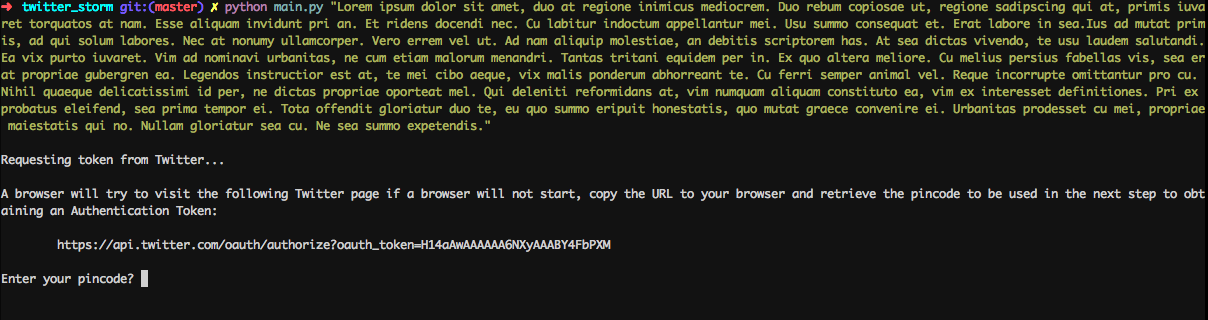 ➜ twitter_storm git:(master) ✗ python main.py "Lorem ipsum dolor sit amet, duo at regione inimicus mediocrem. Duo rebum copiosae ut, regione sadipscing qui at, primis iuva
ret torquatos at nam. Esse aliquam invidunt pri an. Et ridens docendi nec. Cu labitur indoctum appellantur mei. Usu summo consequat et. Erat labore in sea.Ius ad mutat prim
is, ad qui solum labores. Nec at nonumy ullamcorper. Vero errem vel ut. Ad nam aliquip molestiae, an debitis scriptorem has. At sea dictas vivendo, te usu laudem salutandi.
Ea vix purto iuvaret. Vim ad nominavi urbanitas, ne cum etiam malorum menandri. Tantas tritani equidem per in. Ex quo altera meliore. Cu melius persius fabellas vis, sea er
at propriae gubergren ea. Legendos instructior est at, te mei cibo aeque, vix malis ponderum abhorreant te. Cu ferri semper animal vel. Reque incorrupte omittantur pro cu.
Nihil quaeque delicatissimi id per, ne dictas propriae oporteat mel. Qui deleniti reformidans at, vim numquam aliquam constituto ea, vim ex interesset definitiones. Pri ex
probatus eleifend, sea prima tempor ei. Tota offendit gloriatur duo te, eu quo summo eripuit honestatis, quo mutat graece convenire ei. Urbanitas prodesset cu mei, propriae
maiestatis qui no. Nullam gloriatur sea cu. Ne sea summo expetendis."
Requesting token from Twitter...
A browser will try to visit the following Twitter page if a browser will not start, copy the URL to your browser and retrieve the pincode to be used in the next step to obt
aining an Authentication Token:
https://api.twitter.com/oauth/authorize?oauth_token=H14aAwAAAAAA6NXyAAABY4FbPXM
Enter your pincode?